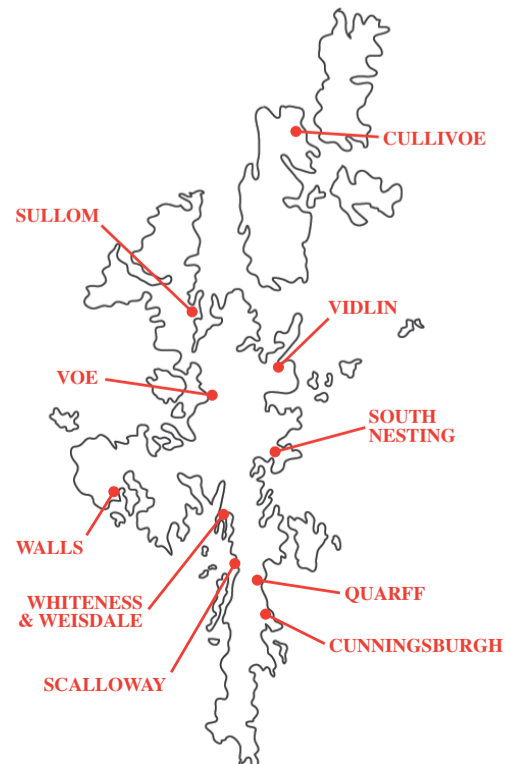 CULLIVOE
SULLOM
VIDLIN
VOE
SOUTH
NESTING
WALLS
QUARFF
WHITENESS
& WEISDALE
CUNNINGSBURGH
SCALLOWAY